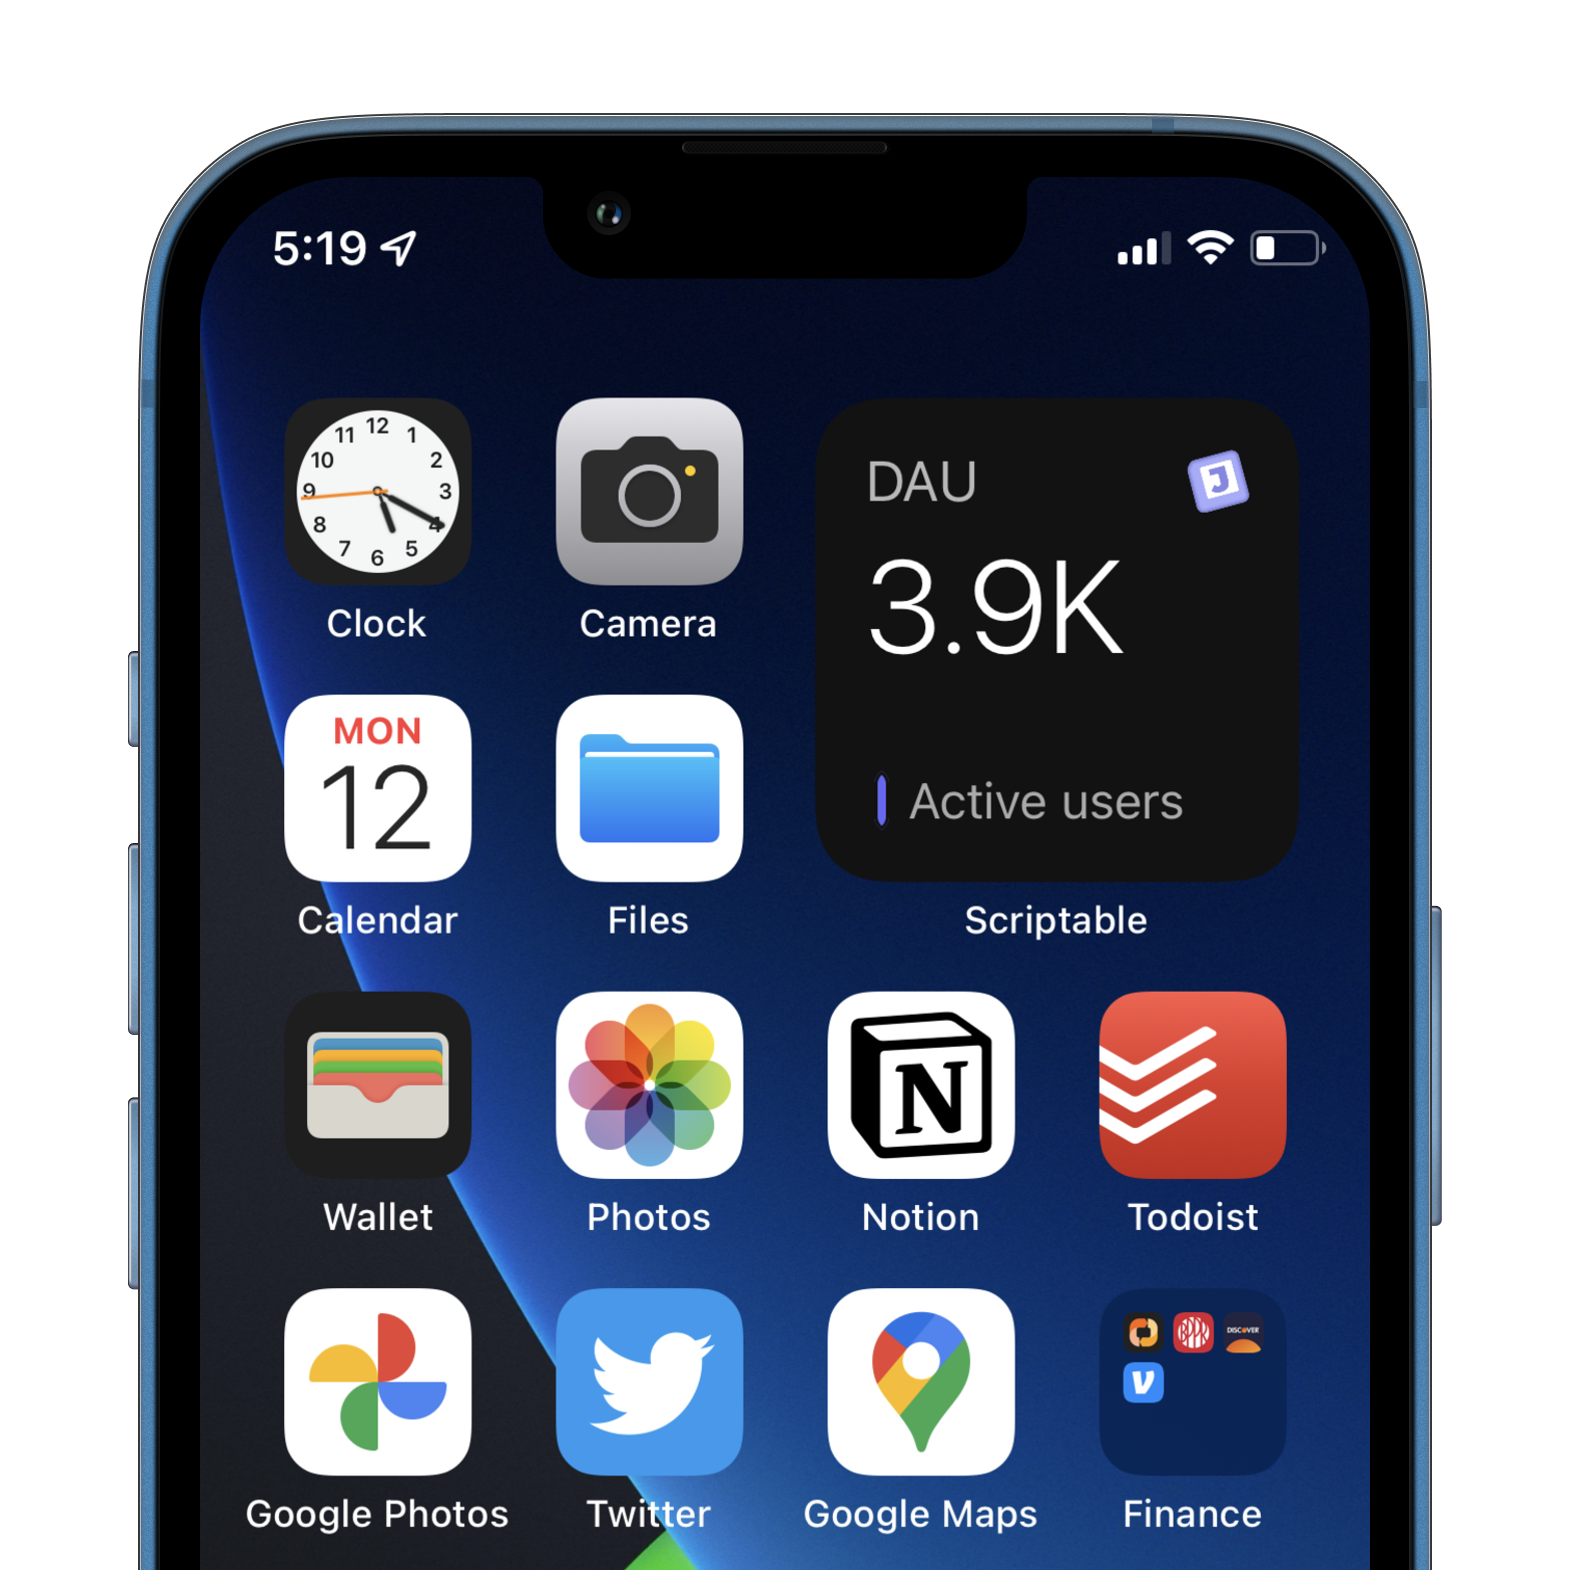 5:19
12
11 1
10 2
9 3
8 4
7 5
6
Clock
Camera
DAU
J
3.9K
Active users
Scriptable
MON
12
Calendar
Files
Wallet
Photos
N
Notion
Todoist
Google Photos
Twitter
Google Maps
DISCOVER
Finance